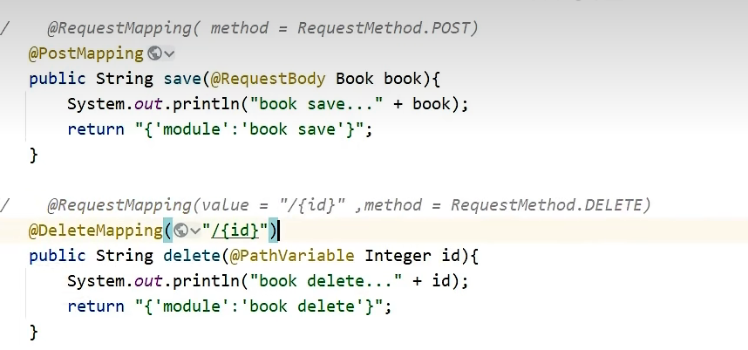 /    @RequestMapping( method = RequestMethod.POST)
@PostMapping
public String save(@RequestBody Book book){
    System.out.println("book save..." + book);
    return "{'module':'book save'}";
}
/    @RequestMapping(value = "/{id}" ,method = RequestMethod.DELETE)
@DeleteMapping("/{id}")
public String delete(@PathVariable Integer id){
    System.out.println("book delete..." + id);
    return "{'module':'book delete'}";
}